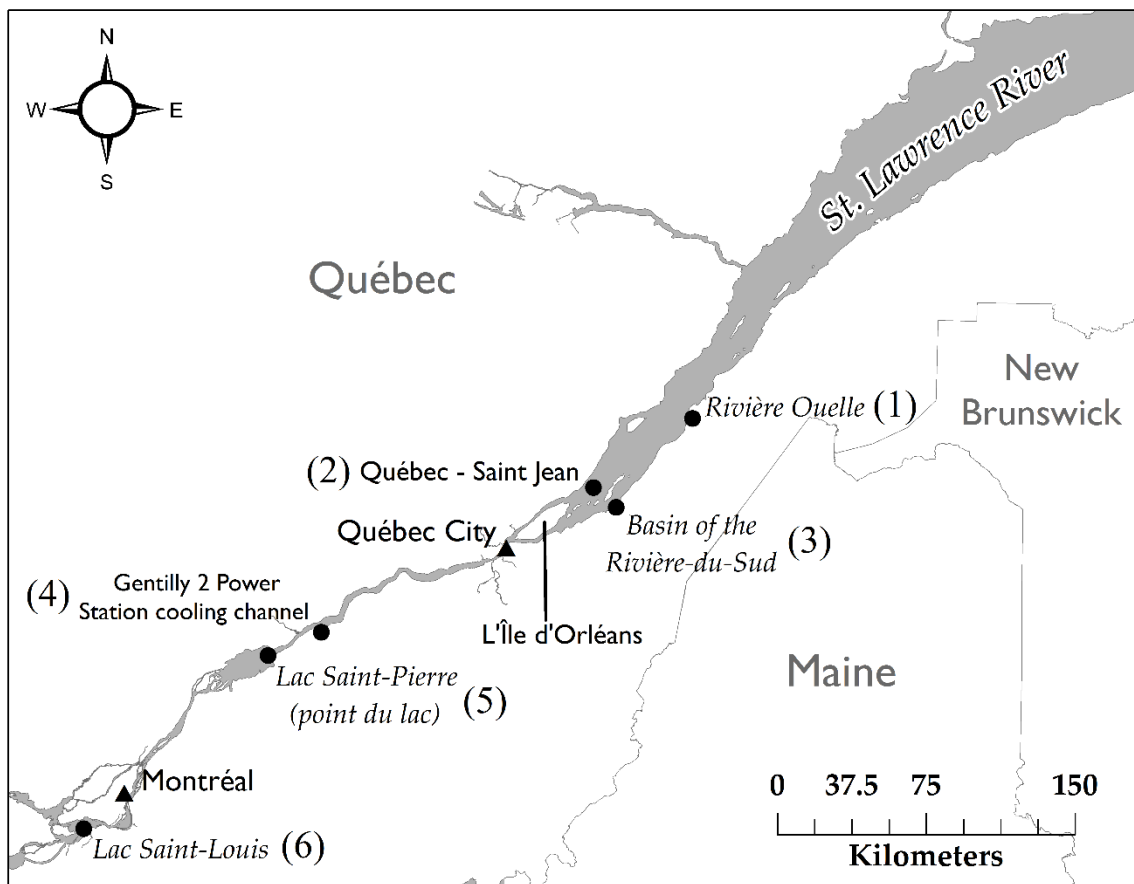 N
W E
S
St. Lawrence River
Québec
New
Brunswick
Rivière Ouelle (1)
(2) Québec - Saint Jean
Basin of the
Rivière-du-Sud (3)
Québec City
(4) Gentilly 2 Power
Station cooling channel
L'Île d'Orléans
Maine
Lac Saint-Pierre
(point du lac) (5)
Montréal
Lac Saint-Louis (6)
0 37.5 75 150
Kilometers